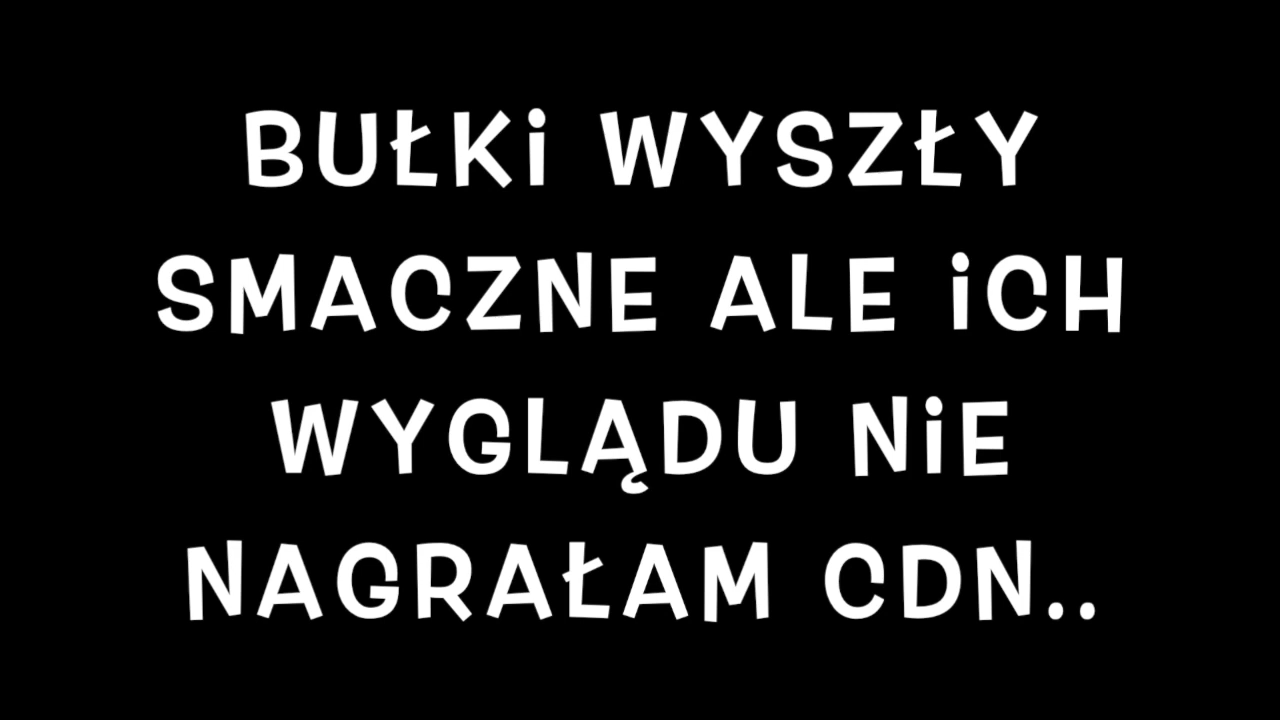 BUŁKi WYSZŁY
SMACZNE ALE iCH
WYGLĄDU NiE
NAGRAŁAM CDN..